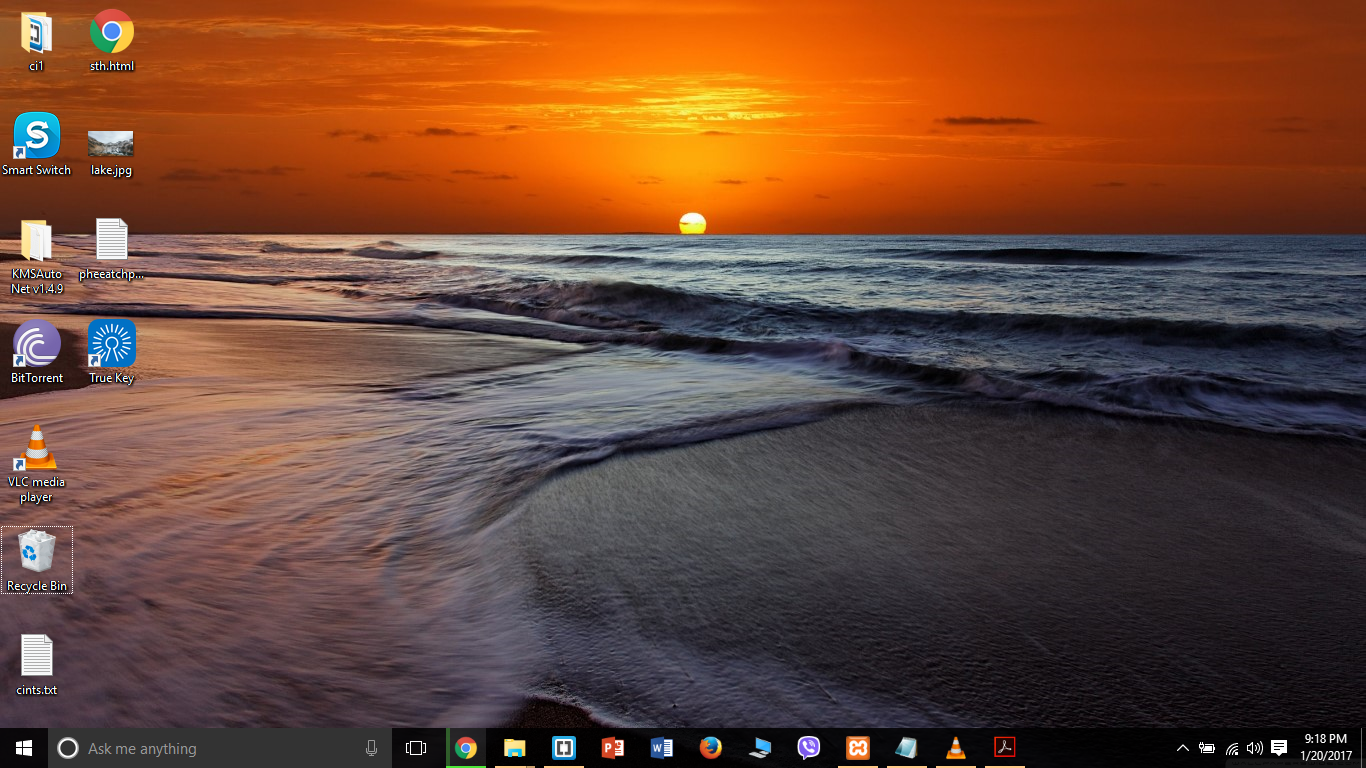 ci1
sth.html
Smart Switch
lake.jpg
KMSAuto
Net v1.4.9
pheeatchp...
BitTorrent
True Key
VLC media
player
Recycle Bin
cints.txt
Ask me anything
9:18 PM
1/20/2017